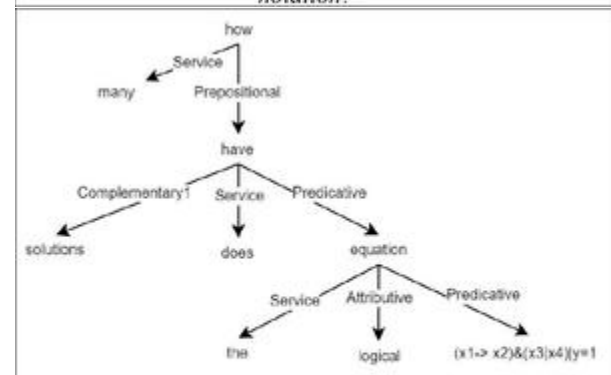 notation?
how
Service
many
Prepositional
have
Complementary1
Service
Predicative
solutions
does
equation
Service
Attributive
Predicative
the
logical
(x1-> x2)&(x3|x4)(y=1